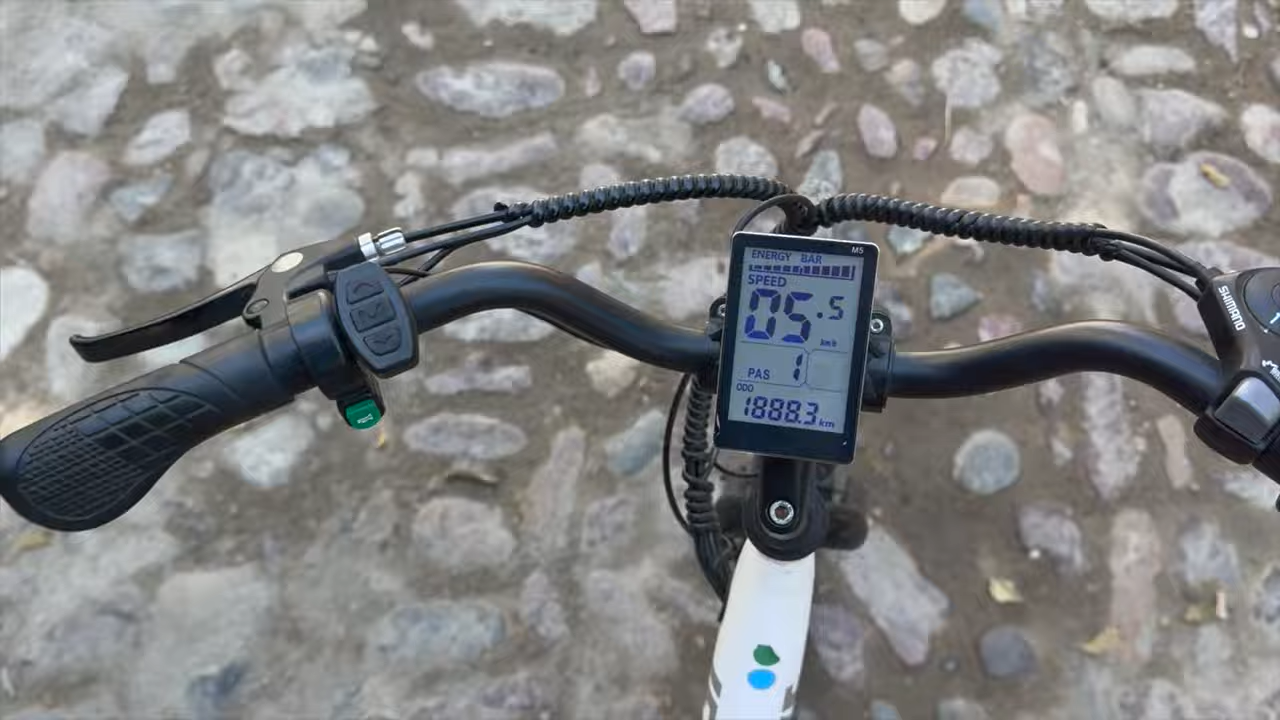 M5
ENERGY BAR
SPEED
05.5
km/h
PAS 1
ODO
1888.3 km
SHIMANO